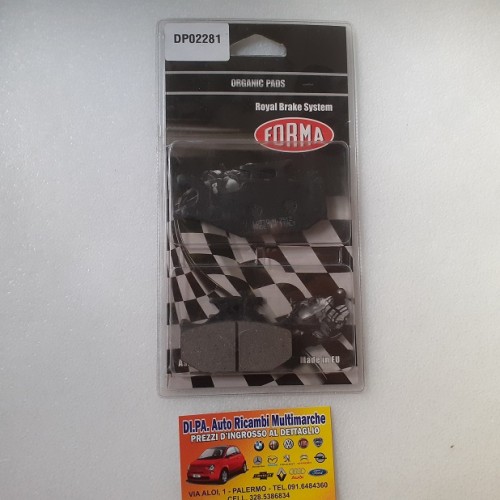 DP02281
ORGANIC PADS
Royal Brake System
FORMA
Made in EU
DI.PA. Auto Ricambi Multimarche
PREZZI D'INGROSSO AL DETTAGLIO
VIA ALOI, 1 - PALERMO - TEL.091.6484360
CELL. 328.5386834